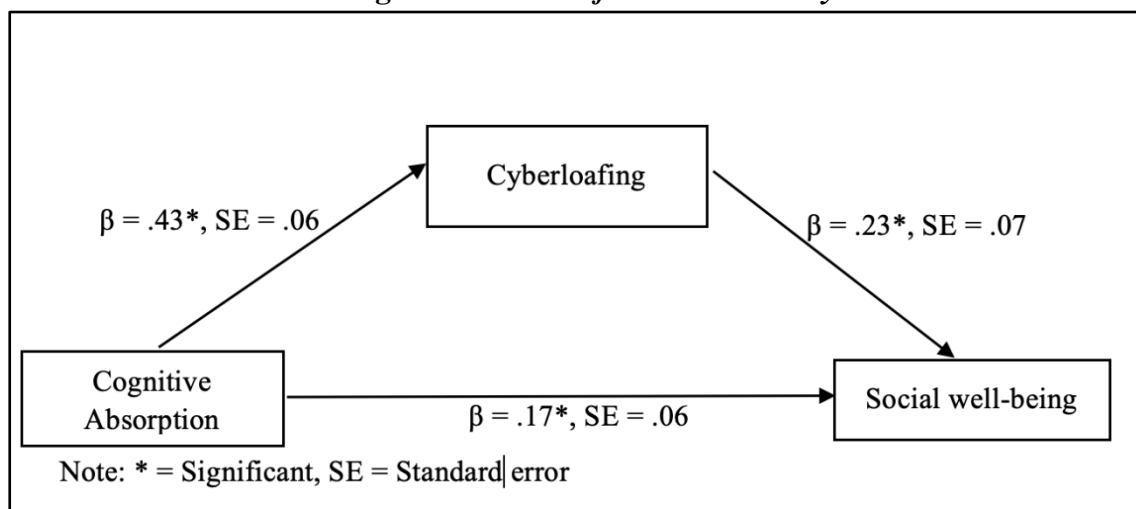 Cyberloafing
β = .43*, SE = .06
β = .23*, SE = .07
Cognitive
Absorption
β = .17*, SE = .06
Social well-being
Note: * = Significant, SE = Standard error